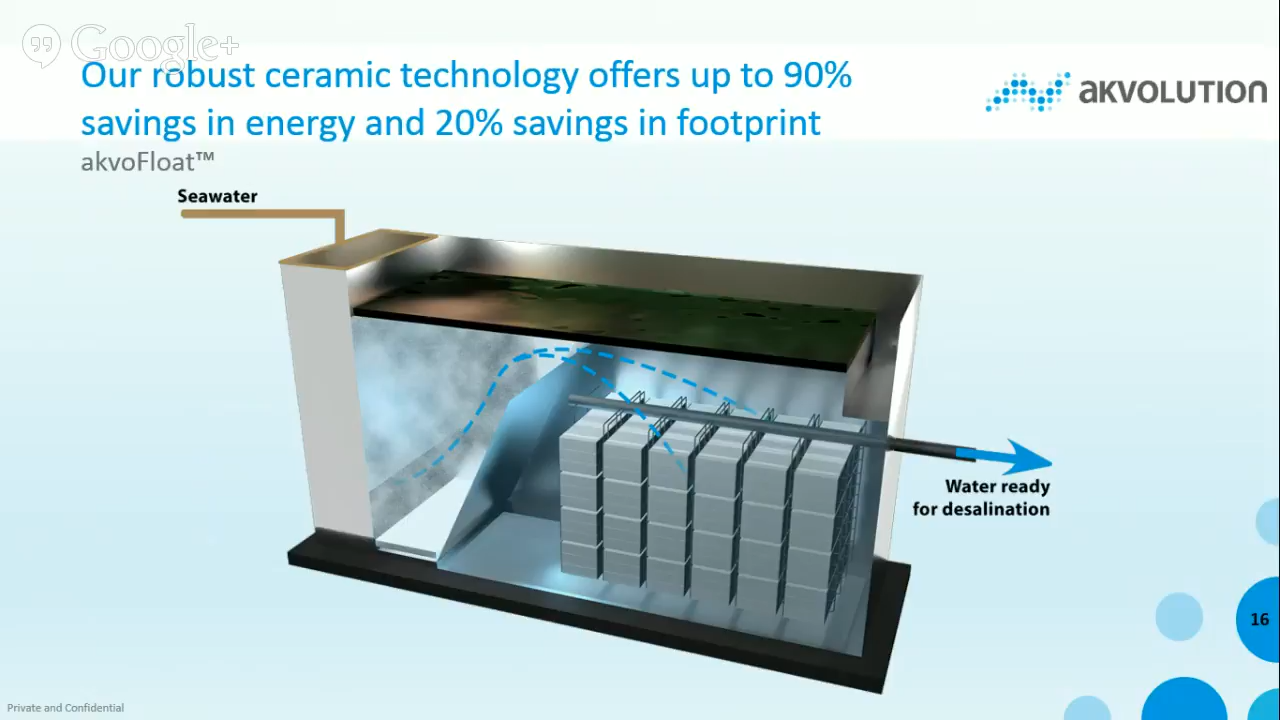 Google+
Our robust ceramic technology offers up to 90%
savings in energy and 20% savings in footprint
akvoFloat™
AKVOLUTION
Seawater
Water ready
for desalination
16
Private and Confidential